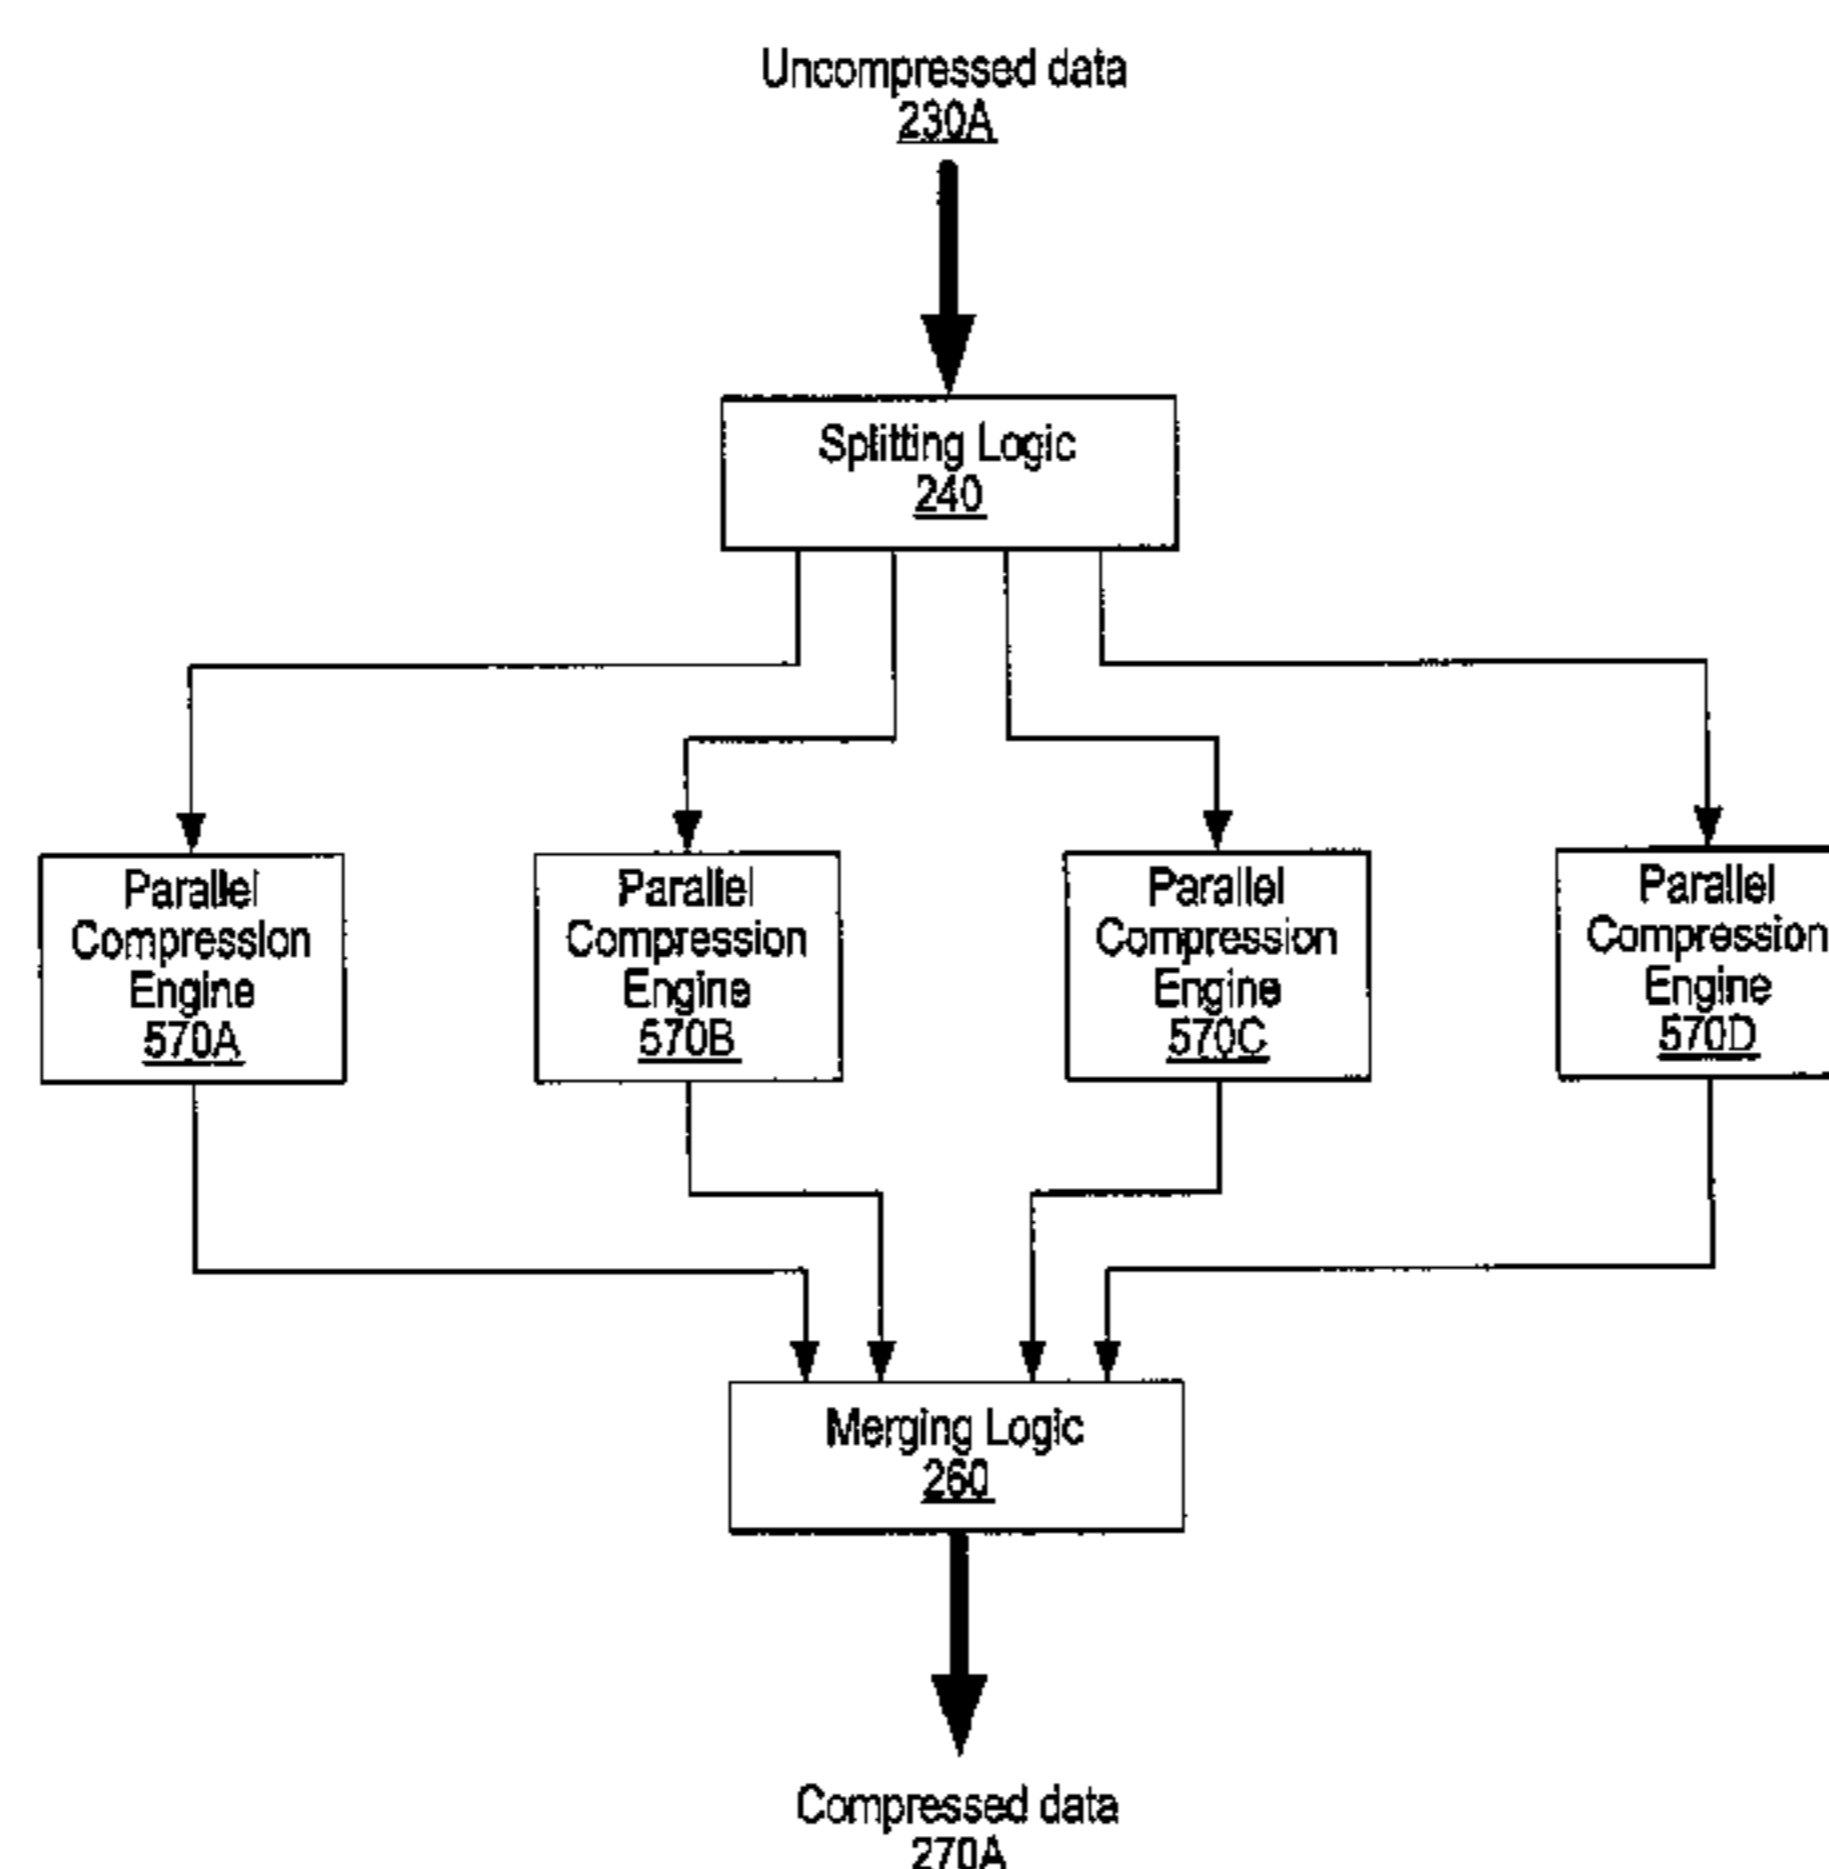 Uncompressed data
230A
Splitting Logic
240
Parallel
Compression
Engine
570A
Parallel
Compression
Engine
570B
Parallel
Compression
Engine
570C
Parallel
Compression
Engine
570D
Merging Logic
260
Compressed data
270A